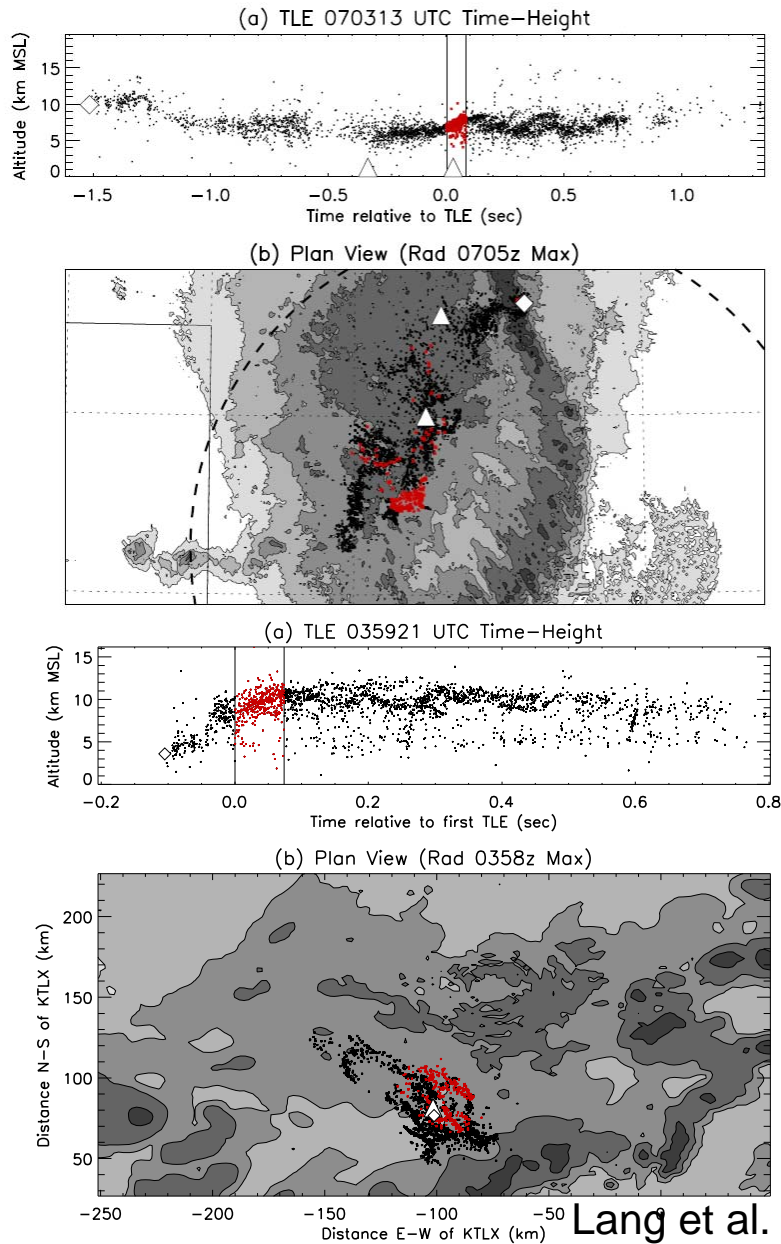 (a) TLE 070313 UTC Time-Height
Altitude (km MSL)
15
10
5
0
-1.5 -1.0 -0.5 0.0 0.5 1.0
Time relative to TLE (sec)
(b) Plan View (Rad 0705z Max)
(a) TLE 035921 UTC Time-Height
Altitude (km MSL)
15
10
5
0
-0.2 0.0 0.2 0.4 0.6 0.8
Time relative to first TLE (sec)
(b) Plan View (Rad 0358z Max)
Distance N-S of KTLX (km)
200
150
100
50
-250 -200 -150 -100 -50 0
Distance E-W of KTLX (km)
Lang et al.